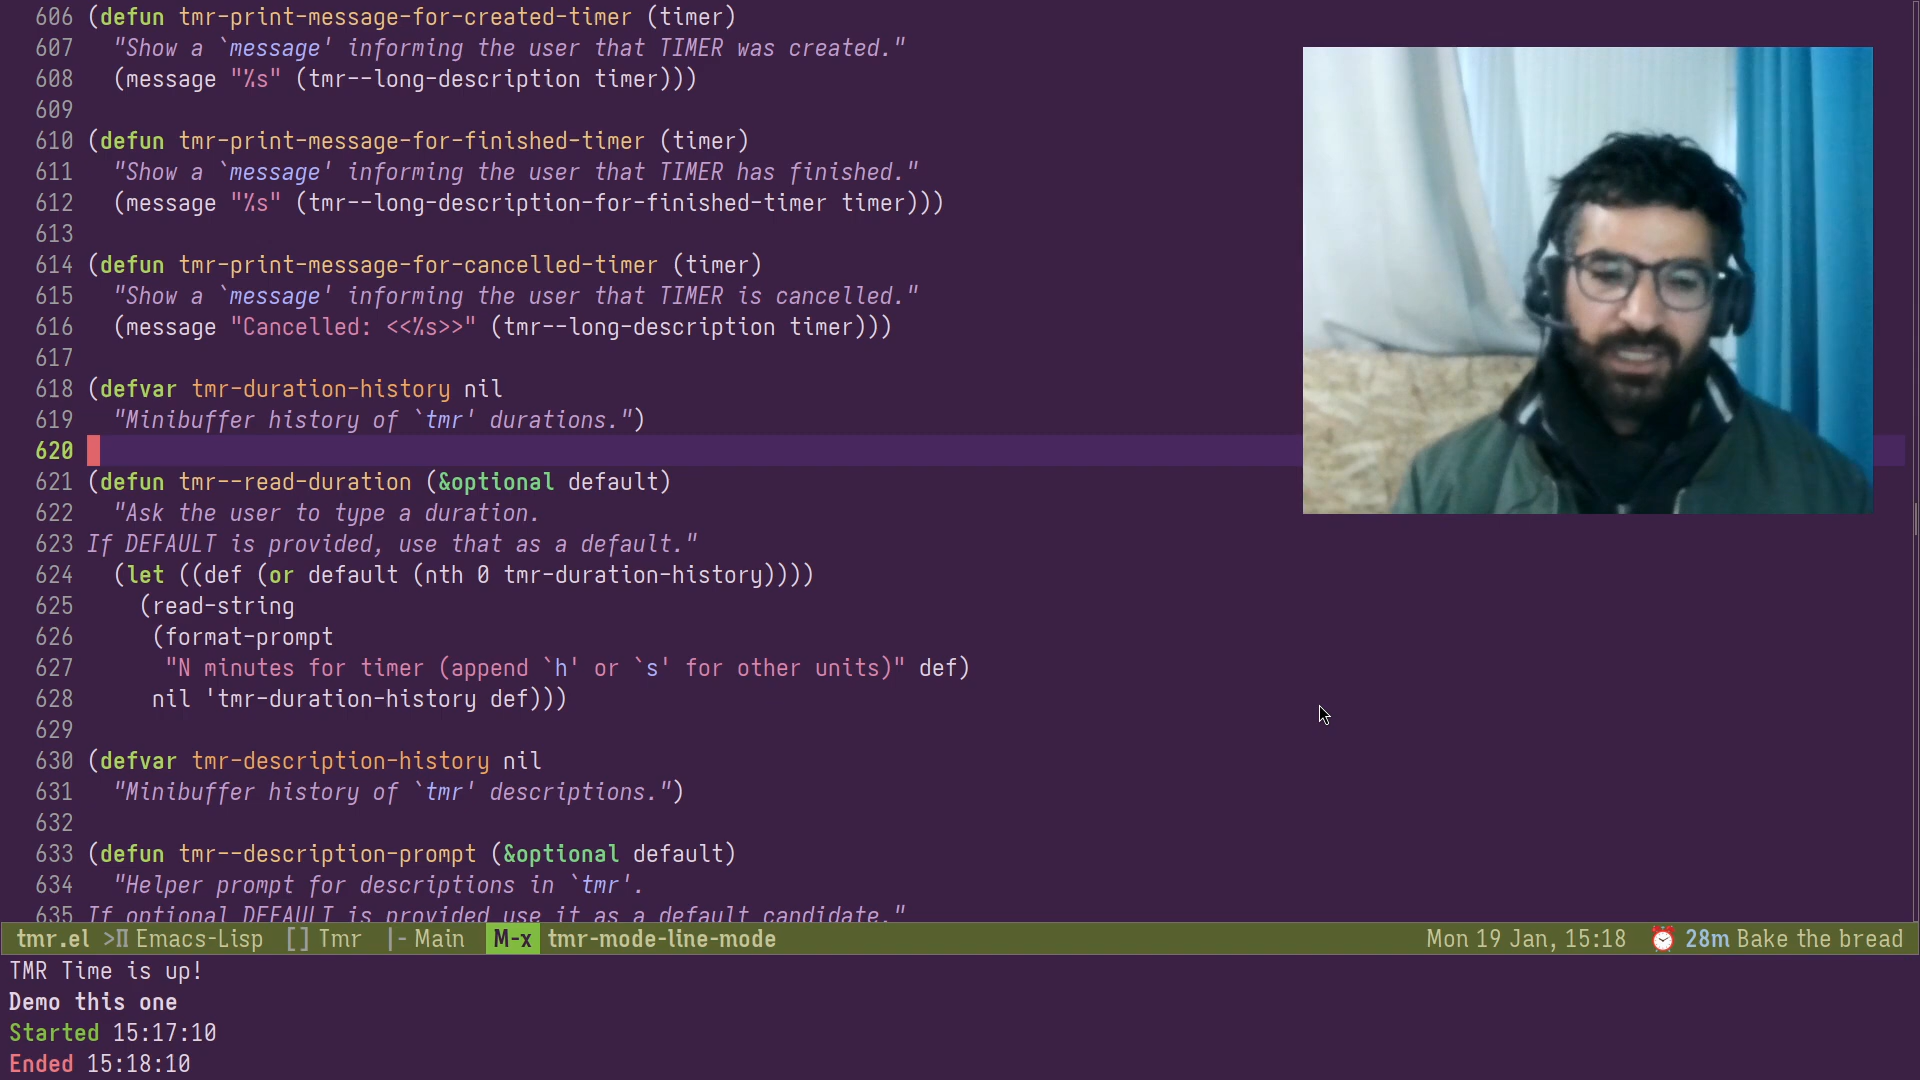 606 (defun tmr-print-message-for-created-timer (timer)
607   "Show a `message' informing the user that TIMER was created."
608   (message "%s" (tmr--long-description timer)))
609
610 (defun tmr-print-message-for-finished-timer (timer)
611   "Show a `message' informing the user that TIMER has finished."
612   (message "%s" (tmr--long-description-for-finished-timer timer)))
613
614 (defun tmr-print-message-for-cancelled-timer (timer)
615   "Show a `message' informing the user that TIMER is cancelled."
616   (message "Cancelled: <<%s>>" (tmr--long-description timer)))
617
618 (defvar tmr-duration-history nil
619   "Minibuffer history of `tmr' durations.")
620
621 (defun tmr--read-duration (&optional default)
622   "Ask the user to type a duration.
623 If DEFAULT is provided, use that as a default."
624   (let ((def (or default (nth 0 tmr-duration-history))))
625     (read-string
626      (format-prompt
627       "N minutes for timer (append `h' or `s' for other units)" def)
628      nil 'tmr-duration-history def)))
629
630 (defvar tmr-description-history nil
631   "Minibuffer history of `tmr' descriptions.")
632
633 (defun tmr--description-prompt (&optional default)
634   "Helper prompt for descriptions in `tmr'.
635 If optional DEFAULT is provided use it as a default candidate."
tmr.el >Π Emacs-Lisp [] Tmr |- Main M-x tmr-mode-line-mode Mon 19 Jan, 15:18 ⏰ 28m Bake the bread
TMR Time is up!
Demo this one
Started 15:17:10
Ended 15:18:10